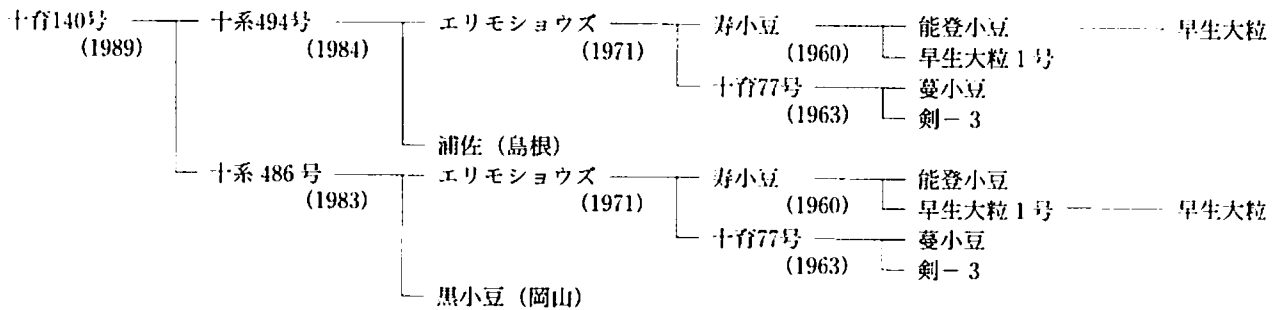 十育140号 十系494号 エリモショウズ 寿小豆 能登小豆 早生大粒
(1989) (1984) (1971) (1960) 早生大粒1号
十育77号 蔓小豆
(1963) 剣-3
浦佐(島根)
十系486号 エリモショウズ 寿小豆 能登小豆
(1983) (1971) (1960) 早生大粒1号 早生大粒
十育77号 蔓小豆
(1963) 剣-3
黒小豆(岡山)